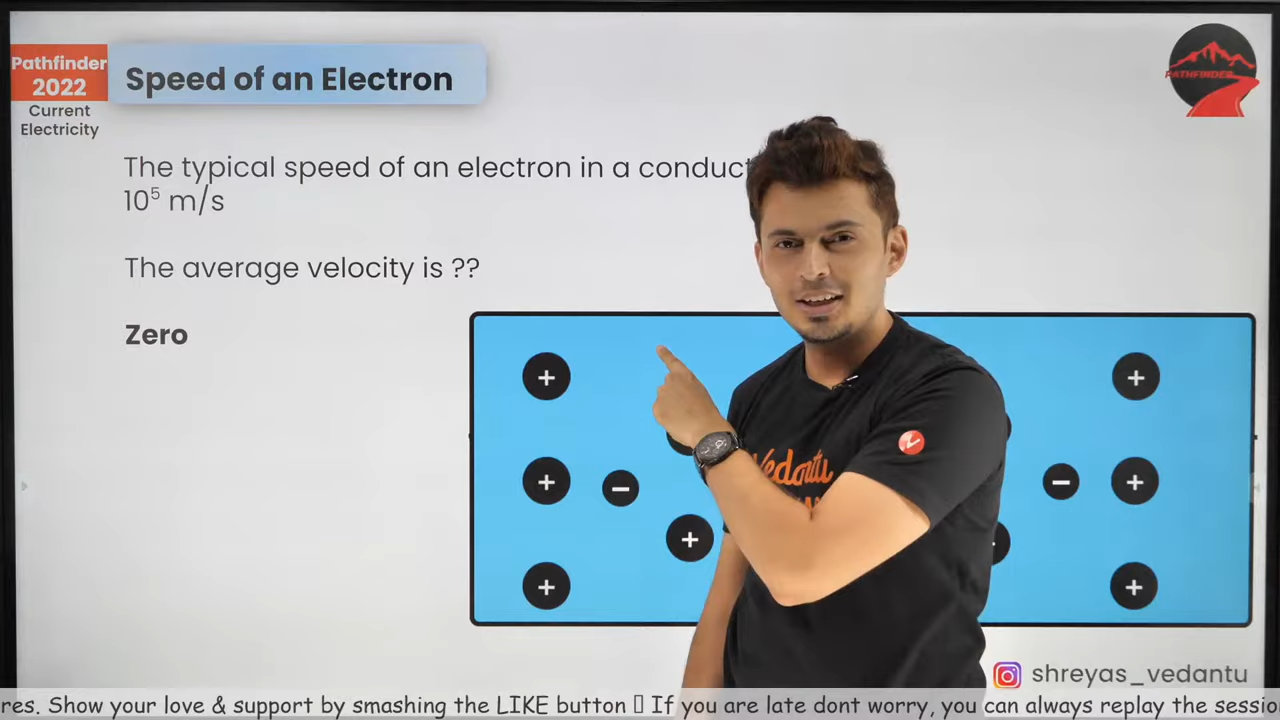 Pathfinder
2022
Current
Electricity
Speed of an Electron
PATHFINDER
The typical speed of an electron in a conduct
10⁵ m/s
The average velocity is ??
Zero
+
+
+
−
+
−
+
+
+
Vedantu
shreyas_vedantu
res. Show your love & support by smashing the LIKE button If you are late dont worry, you can always replay the sessio